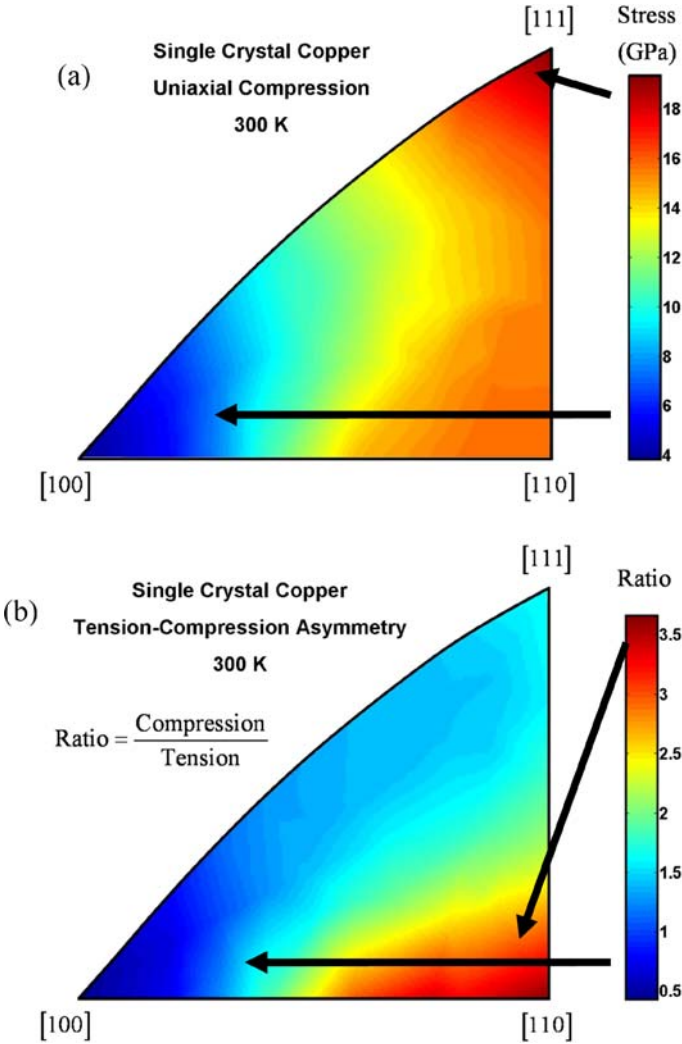 [111]
Stress
(GPa)
(a)
Single Crystal Copper
Uniaxial Compression
300 K
18
16
14
12
10
8
6
4
[100]
[110]
[111]
Ratio
(b)
Single Crystal Copper
Tension-Compression Asymmetry
300 K
Ratio = Compression
Tension
3.5
3
2.5
2
1.5
1
0.5
[100]
[110]